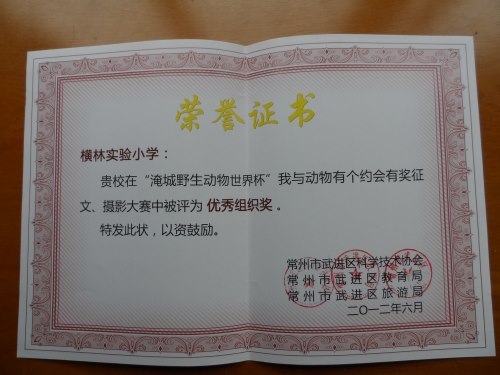 荣誉证书
横林实验小学：
贵校在“淹城野生动物世界杯”我与动物有个约会有奖征
文、摄影大赛中被评为 优秀组织奖 。
特发此状，以资鼓励。
常州市武进区科学技术协会
常州市武进区教育局
常州市武进区旅游局
二〇一二年六月